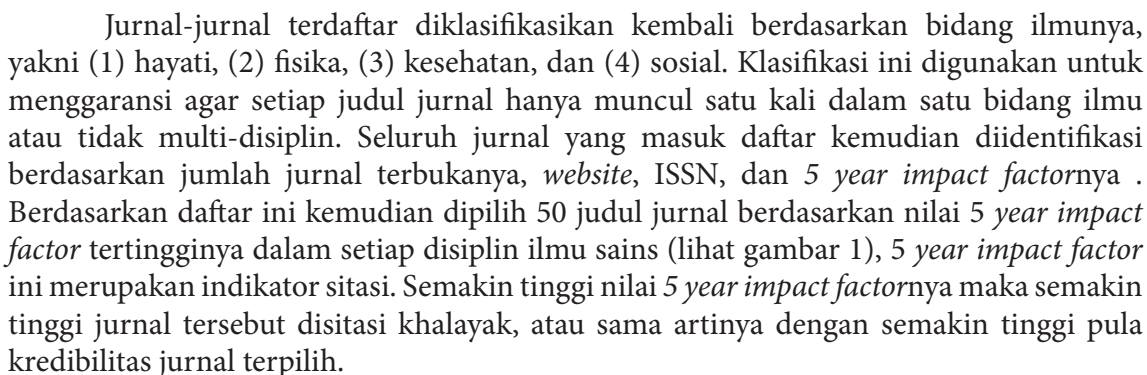 Jurnal-jurnal terdaftar diklasifikasikan kembali berdasarkan bidang ilmunya,
yakni (1) hayati, (2) fisika, (3) kesehatan, dan (4) sosial. Klasifikasi ini digunakan untuk
menggaransi agar setiap judul jurnal hanya muncul satu kali dalam satu bidang ilmu
atau tidak multi-disiplin. Seluruh jurnal yang masuk daftar kemudian diidentifikasi
berdasarkan jumlah jurnal terbukanya, website, ISSN, dan 5 year impact factornya .
Berdasarkan daftar ini kemudian dipilih 50 judul jurnal berdasarkan nilai 5 year impact
factor tertingginya dalam setiap disiplin ilmu sains (lihat gambar 1), 5 year impact factor
ini merupakan indikator sitasi. Semakin tinggi nilai 5 year impact factornya maka semakin
tinggi jurnal tersebut disitasi khalayak, atau sama artinya dengan semakin tinggi pula
kredibilitas jurnal terpilih.